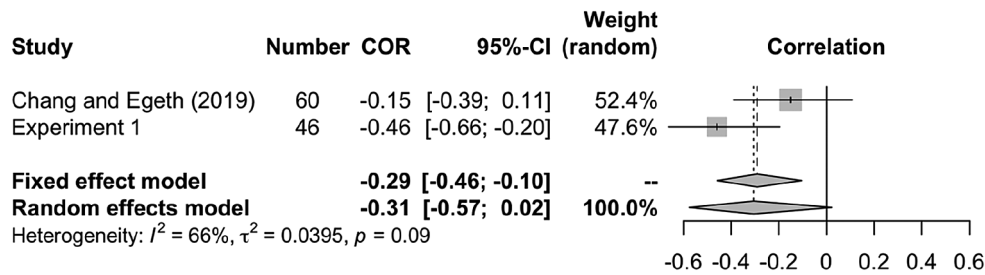 Weight
Study Number COR 95%-CI (random) Correlation
Chang and Egeth (2019) 60 -0.15 [-0.39; 0.11] 52.4%
Experiment 1 46 -0.46 [-0.66; -0.20] 47.6%
Fixed effect model -0.29 [-0.46; -0.10] --
Random effects model -0.31 [-0.57; 0.02] 100.0%
Heterogeneity: I² = 66%, τ² = 0.0395, p = 0.09
-0.6 -0.4 -0.2 0 0.2 0.4 0.6